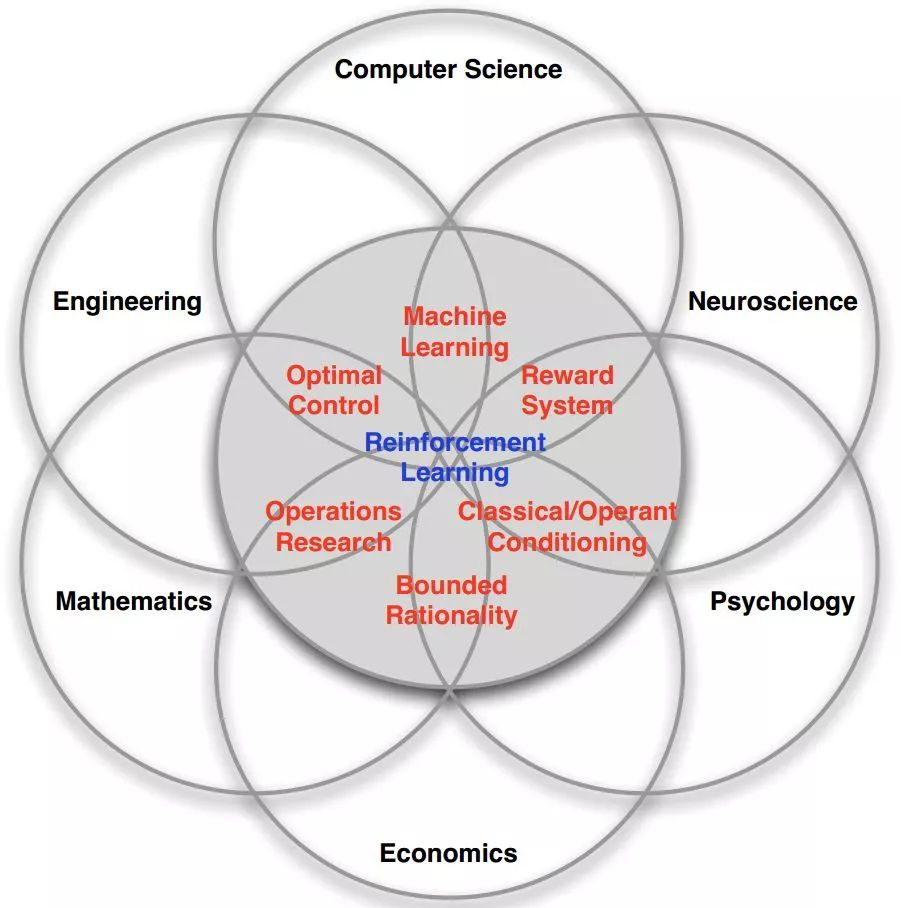 Computer Science
Engineering
Neuroscience
Machine
Learning
Optimal
Control
Reward
System
Reinforcement
Learning
Operations
Research
Classical/Operant
Conditioning
Bounded
Rationality
Mathematics
Psychology
Economics